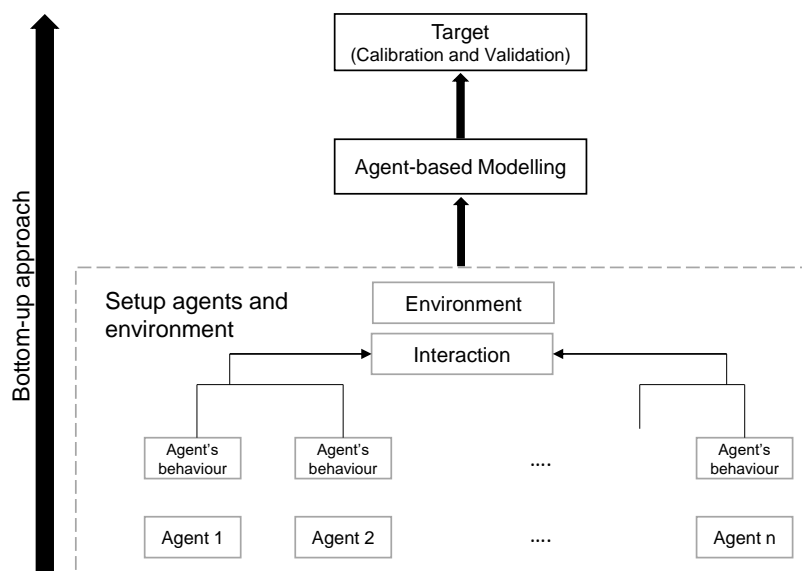 Target
(Calibration and Validation)
Agent-based Modelling
Bottom-up approach
Setup agents and
environment
Environment
Interaction
Agent's
behaviour
Agent's
behaviour
....
Agent's
behaviour
Agent 1
Agent 2
....
Agent n